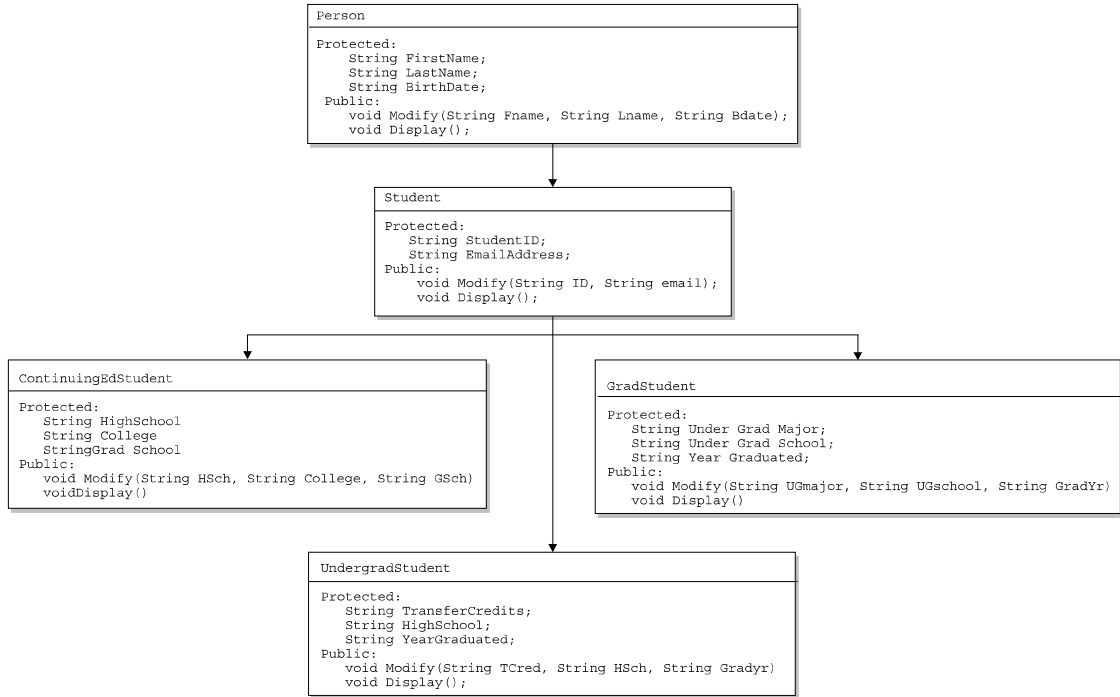 Person
Protected:
String FirstName;
String LastName;
String BirthDate;
Public:
void Modify(String Fname, String Lname, String Bdate);
void Display();
Student
Protected:
String StudentID;
String EmailAddress;
Public:
void Modify(String ID, String email);
void Display();
ContinuingEdStudent
Protected:
String HighSchool
String College
StringGrad School
Public:
void Modify(String HSch, String College, String GSch)
voidDisplay()
GradStudent
Protected:
String Under Grad Major;
String Under Grad School;
String Year Graduated;
Public:
void Modify(String UGmajor, String UGschool, String GradYr)
void Display()
UndergradStudent
Protected:
String TransferCredits;
String HighSchool;
String YearGraduated;
Public:
void Modify(String TCred, String HSch, String Gradyr)
void Display();